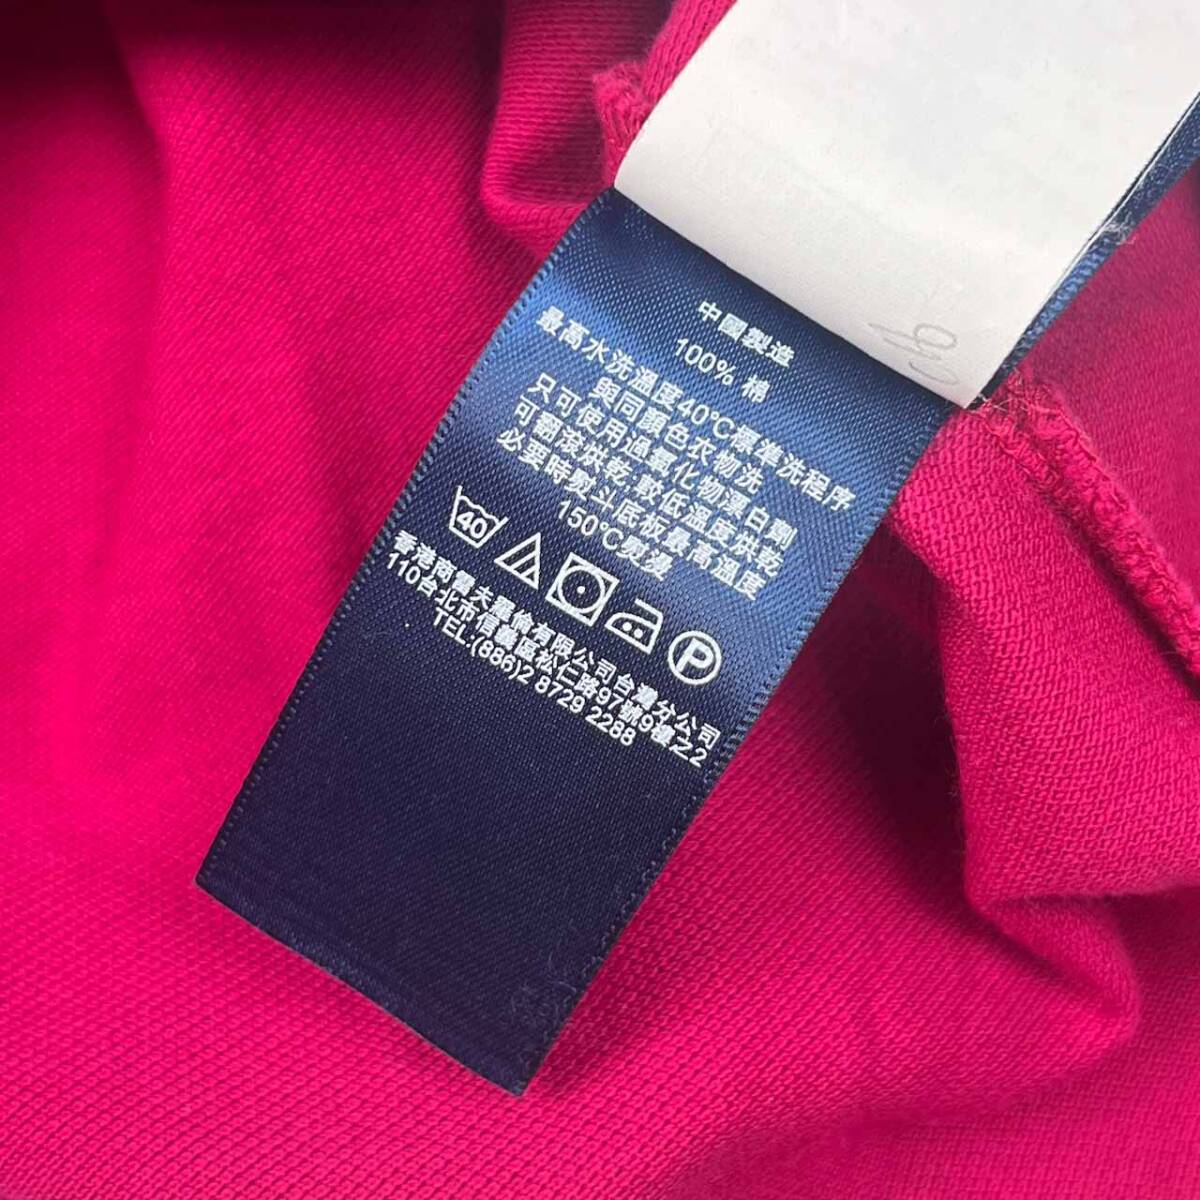 中國製造
100% 棉
最高水洗溫度40℃標準洗程序
與同顏色衣物洗
只可使用過氧化物漂白劑
可翻滾烘乾,較低溫度烘乾
必要時熨斗底板最高溫度
150℃熨燙
40 P
香港商雷夫羅倫有限公司台灣分公司
110台北市信義區松仁路97號9樓之2
TEL.(886)2 8729 2288